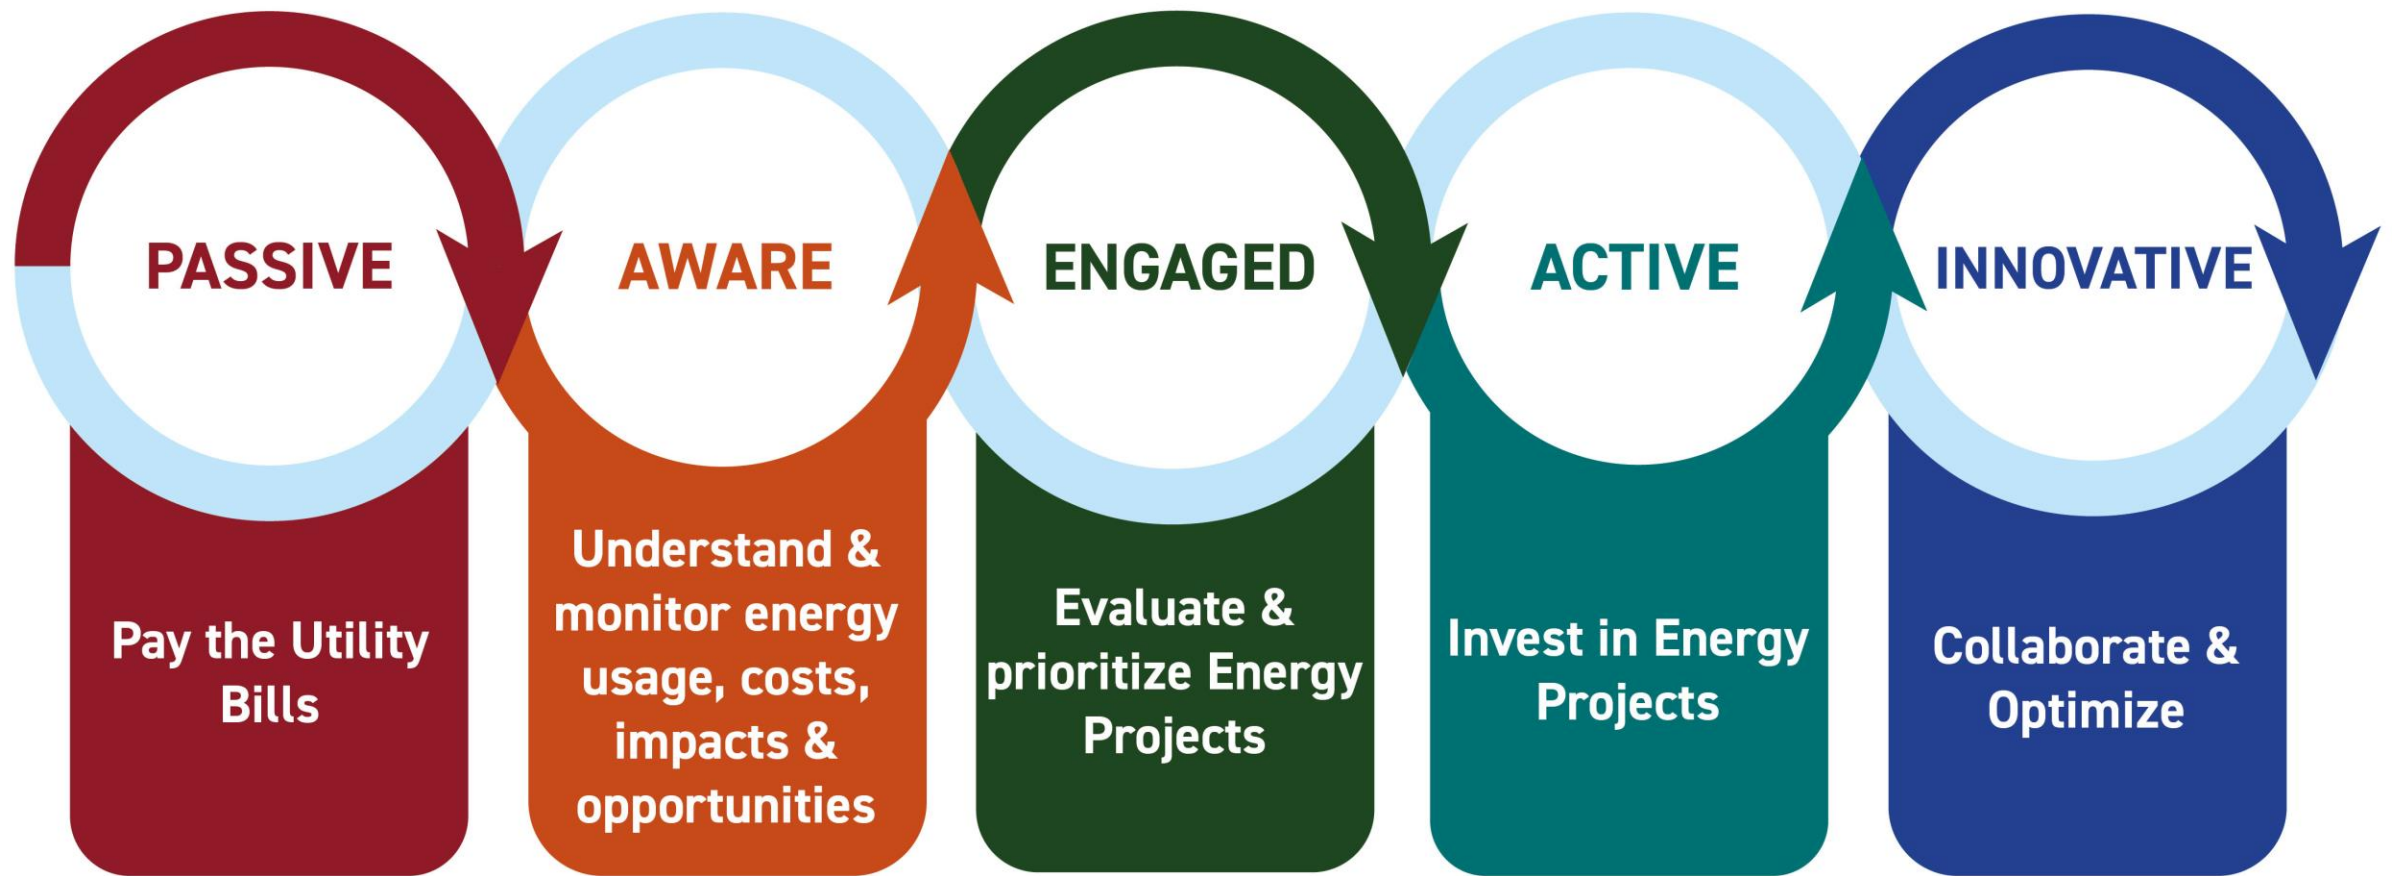 PASSIVE
Pay the Utility
Bills
AWARE
Understand &
monitor energy
usage, costs,
impacts &
opportunities
ENGAGED
Evaluate &
prioritize Energy
Projects
ACTIVE
Invest in Energy
Projects
INNOVATIVE
Collaborate &
Optimize